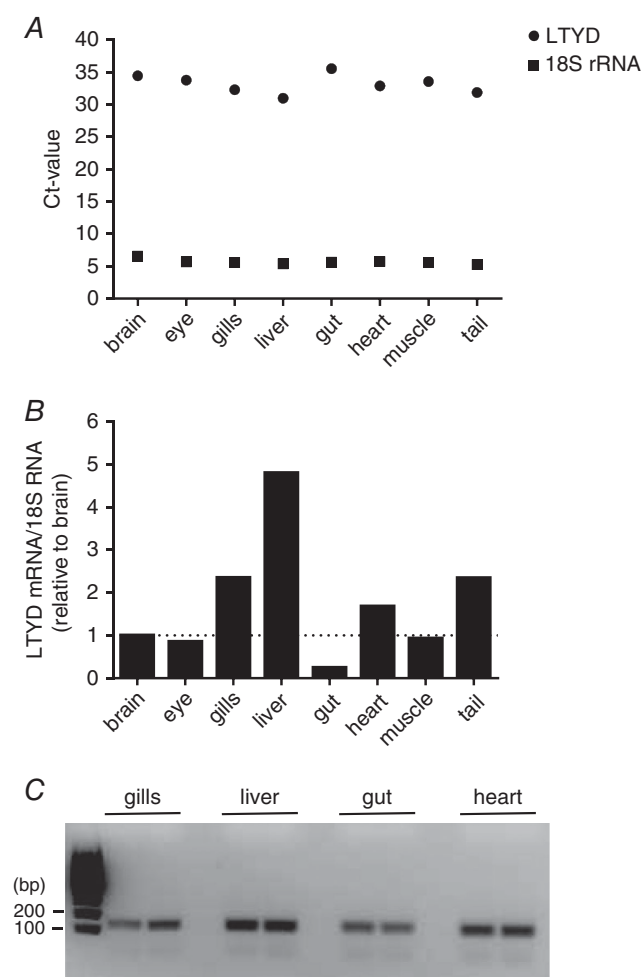 A
40
35
30
25
20
15
10
5
0
Ct-value
LTYD
18S rRNA
brain
eye
gills
liver
gut
heart
muscle
tail
B
6
5
4
3
2
1
0
LTYD mRNA/18S RNA
(relative to brain)
brain
eye
gills
liver
gut
heart
muscle
tail
C
gills
liver
gut
heart
(bp)
200
100